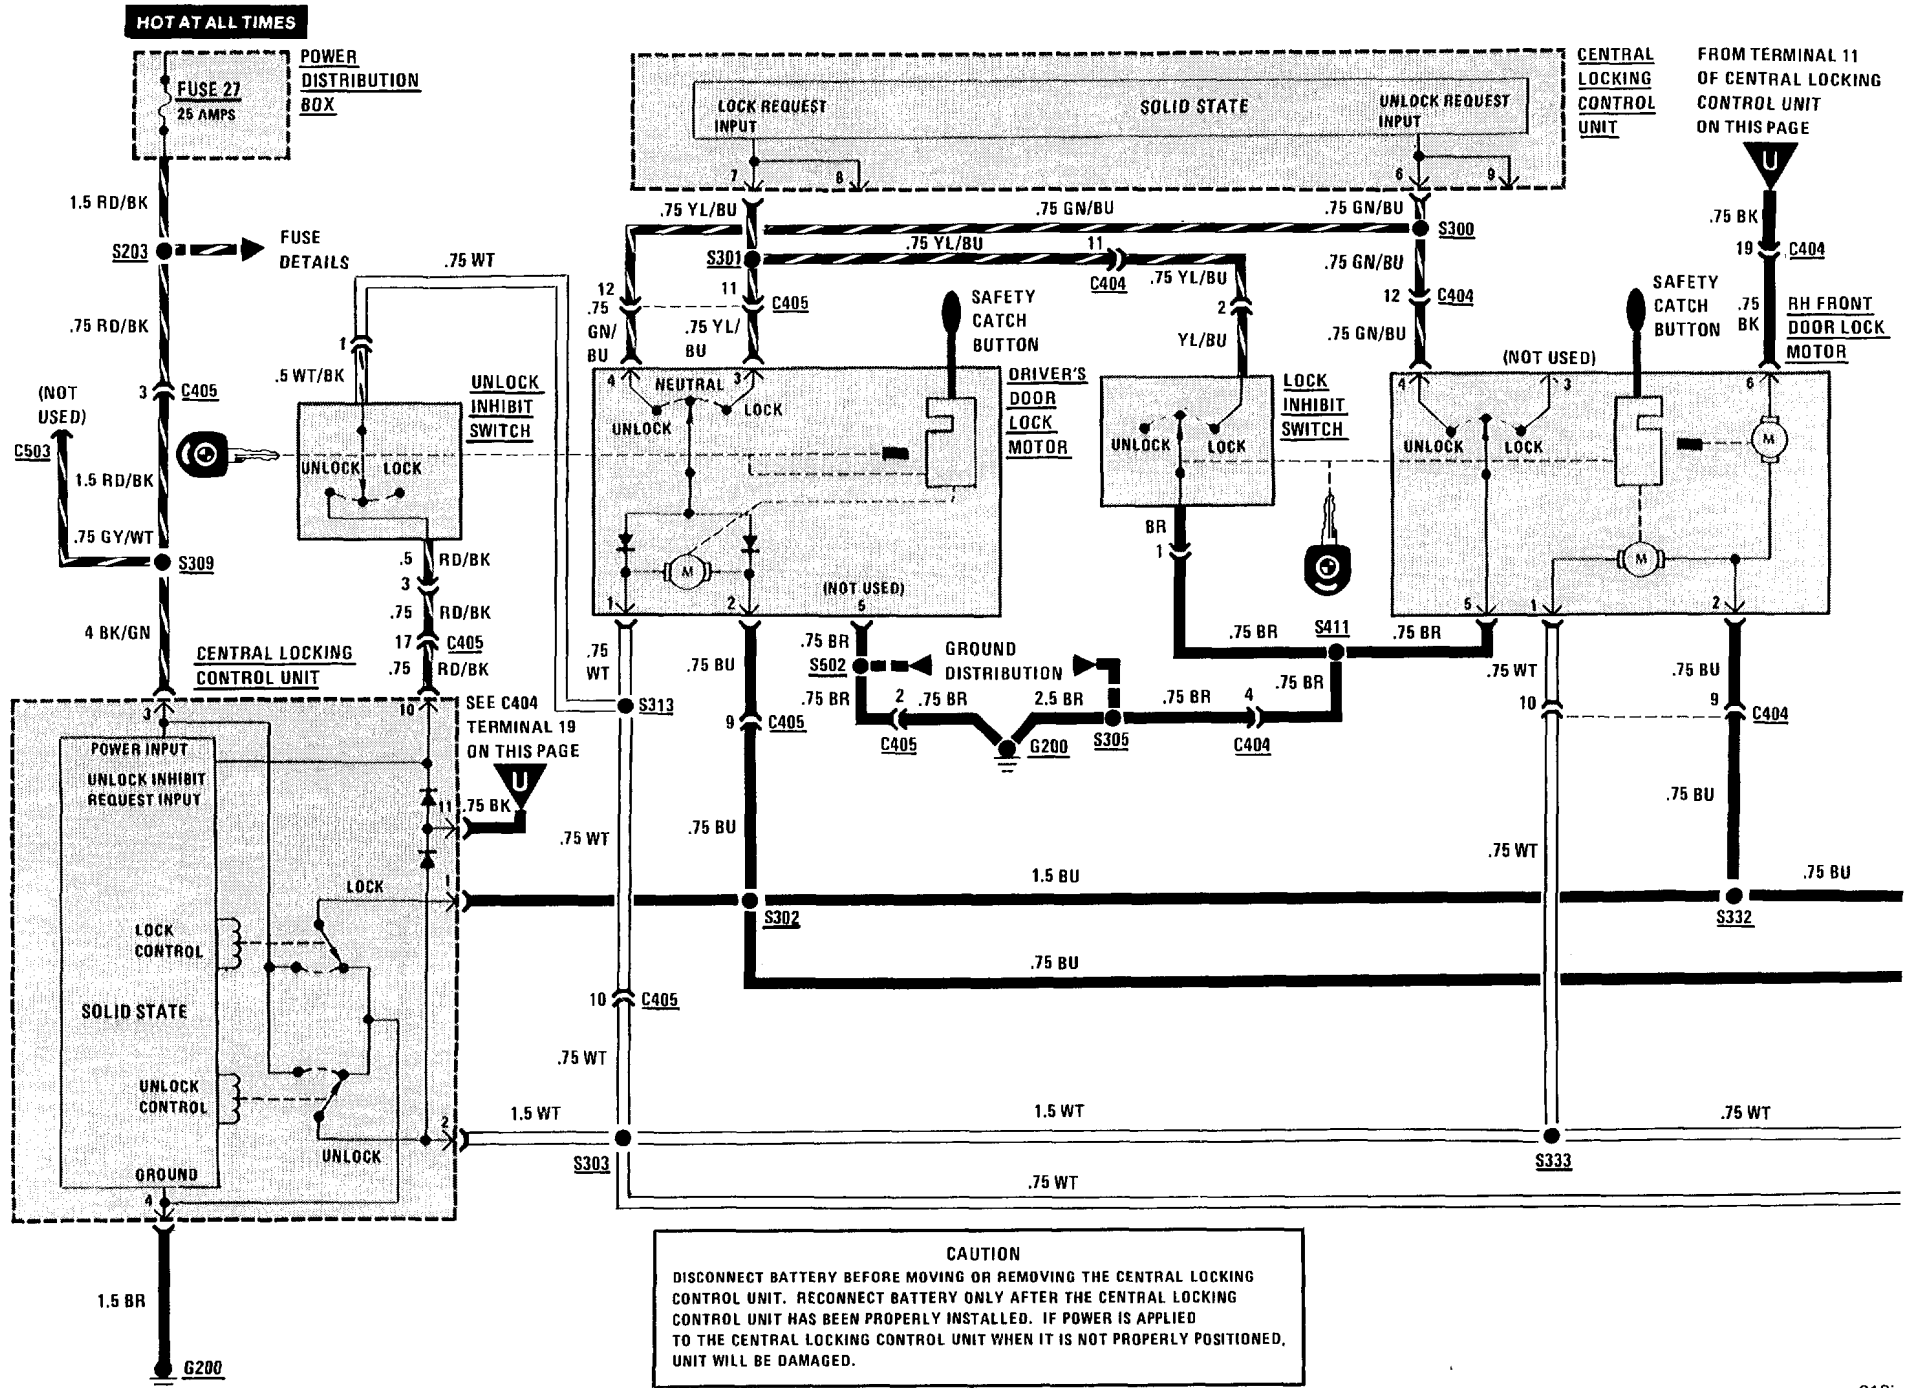 HOT AT ALL TIMES
POWER
DISTRIBUTION
BOX
FUSE 27
25 AMPS
CENTRAL
LOCKING
CONTROL
UNIT
FROM TERMINAL 11
OF CENTRAL LOCKING
CONTROL UNIT
ON THIS PAGE
LOCK REQUEST
INPUT
SOLID STATE
UNLOCK REQUEST
INPUT
U
7
8
6
9
1.5 RD/BK
.75 YL/BU
.75 GN/BU
.75 GN/BU
.75 BK
S203
FUSE
DETAILS
S300
S301
.75 YL/BU
11
19
C404
.75 WT
.75 GN/BU
C404
.75 YL/BU
12
.75
GN/
BU
11
C405
2
12
C404
SAFETY
CATCH
BUTTON
SAFETY
CATCH
BUTTON
.75
BK
RH FRONT
DOOR LOCK
MOTOR
.75 RD/BK
.75 YL/
BU
YL/BU
.75 GN/BU
(NOT USED)
1
.5 WT/BK
3
C405
(NOT
USED)
C503
UNLOCK
INHIBIT
SWITCH
4
NEUTRAL
3
UNLOCK
LOCK
DRIVER'S
DOOR
LOCK
MOTOR
LOCK
INHIBIT
SWITCH
UNLOCK
LOCK
4
3
6
UNLOCK
LOCK
M
UNLOCK
LOCK
1.5 RD/BK
.75 GY/WT
S309
.5 RD/BK
3
.75 RD/BK
17
C405
.75 RD/BK
M
(NOT USED)
1
2
5
BR
1
M
5
1
2
4 BK/GN
CENTRAL LOCKING
CONTROL UNIT
.75
WT
.75 BU
.75 BR
S502
GROUND
DISTRIBUTION
.75 BR
S411
.75 BR
.75 WT
.75 BU
.75 BR
2
.75 BR
2.5 BR
.75 BR
4
.75 BR
S313
9
C405
C405
G200
S305
C404
10
9
C404
3
10
SEE C404
TERMINAL 19
ON THIS PAGE
U
POWER INPUT
UNLOCK INHIBIT
REQUEST INPUT
11
.75 BK
.75 WT
.75 BU
.75 WT
.75 BU
LOCK
1
1.5 BU
.75 BU
S302
S332
LOCK
CONTROL
.75 BU
SOLID STATE
10
C405
.75 WT
UNLOCK
CONTROL
2
1.5 WT
1.5 WT
.75 WT
UNLOCK
S303
S333
GROUND
4
.75 WT
1.5 BR
G200
CAUTION
DISCONNECT BATTERY BEFORE MOVING OR REMOVING THE CENTRAL LOCKING
CONTROL UNIT. RECONNECT BATTERY ONLY AFTER THE CENTRAL LOCKING
CONTROL UNIT HAS BEEN PROPERLY INSTALLED. IF POWER IS APPLIED
TO THE CENTRAL LOCKING CONTROL UNIT WHEN IT IS NOT PROPERLY POSITIONED,
UNIT WILL BE DAMAGED.